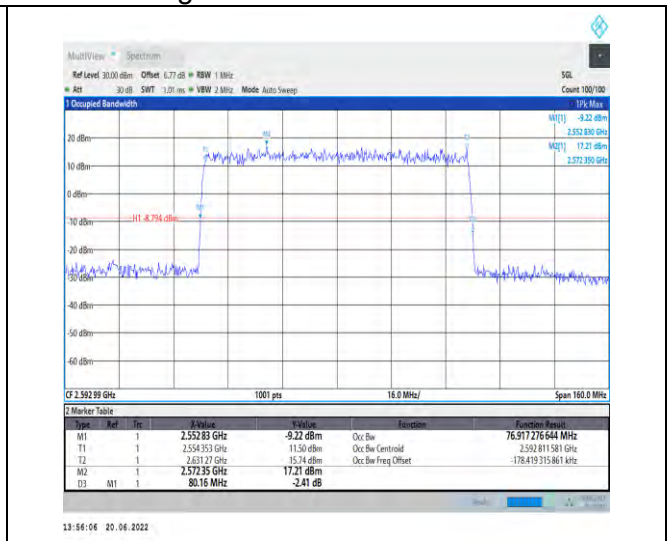 MultiView Spectrum
Ref Level 30.00 dBm Offset 6.77 dB RBW 1 MHz SGL
Att 30 dB SWT 1.01 ms VBW 2 MHz Mode Auto Sweep Count 100/100
1 Occupied Bandwidth 1Pk Max
M1[1] -9.22 dBm
2.552 830 GHz
M2[1] 17.21 dBm
2.572 350 GHz
20 dBm
M2
T1
T2
10 dBm
0 dBm
M1
-10 dBm
H1 -8.794 dBm
-20 dBm
-30 dBm
-40 dBm
-50 dBm
-60 dBm
CF 2.592 99 GHz 1001 pts 16.0 MHz/ Span 160.0 MHz
2 Marker Table
Type Ref Trc X-Value Y-Value Function Function Result
M1 1 2.552 83 GHz -9.22 dBm Occ Bw 76.917 276 644 MHz
T1 1 2.554 353 GHz 11.50 dBm Occ Bw Centroid 2.592 811 581 GHz
T2 1 2.631 27 GHz 15.74 dBm Occ Bw Freq Offset -178.419 315 861 kHz
M2 1 2.572 35 GHz 17.21 dBm
D3 M1 1 80.16 MHz -2.41 dB
13:56:06 20.06.2022